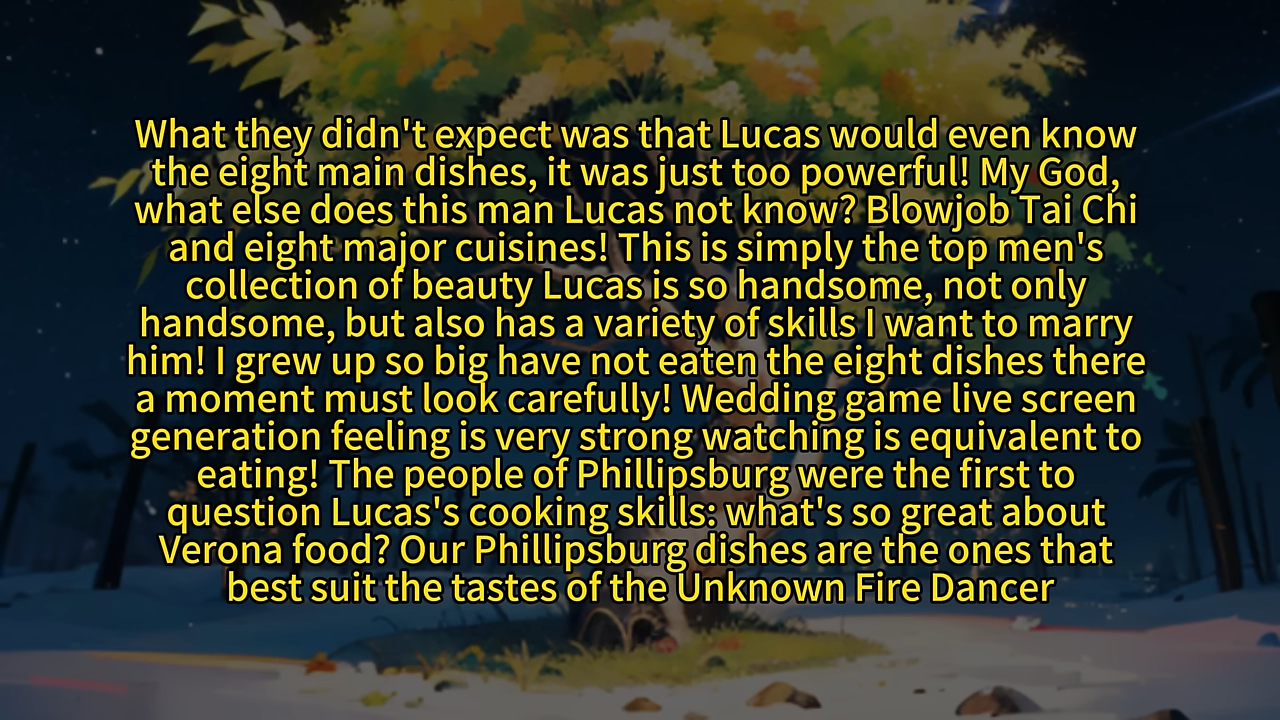 What they didn't expect was that Lucas would even know
the eight main dishes, it was just too powerful! My God,
what else does this man Lucas not know? Blowjob Tai Chi
and eight major cuisines! This is simply the top men's
collection of beauty Lucas is so handsome, not only
handsome, but also has a variety of skills I want to marry
him! I grew up so big have not eaten the eight dishes there
a moment must look carefully! Wedding game live screen
generation feeling is very strong watching is equivalent to
eating! The people of Phillipsburg were the first to
question Lucas's cooking skills: what's so great about
Verona food? Our Phillipsburg dishes are the ones that
best suit the tastes of the Unknown Fire Dancer